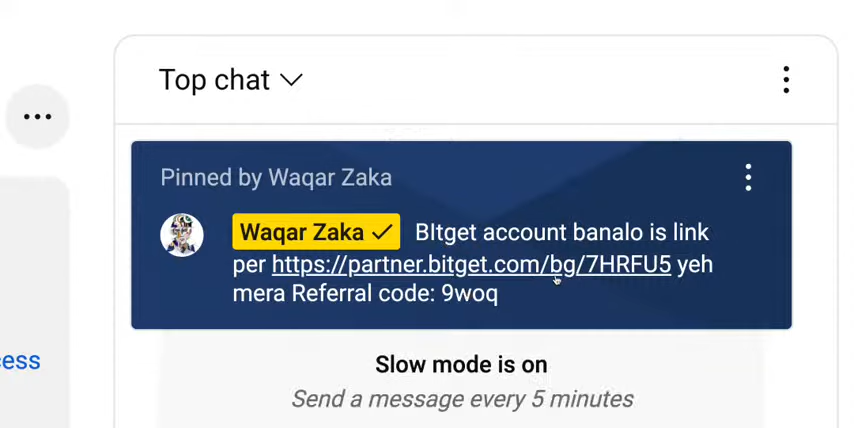 Top chat
Pinned by Waqar Zaka
Waqar Zaka BItget account banalo is link
per https://partner.bitget.com/bg/7HRFU5 yeh
mera Referral code: 9woq
cess
Slow mode is on
Send a message every 5 minutes